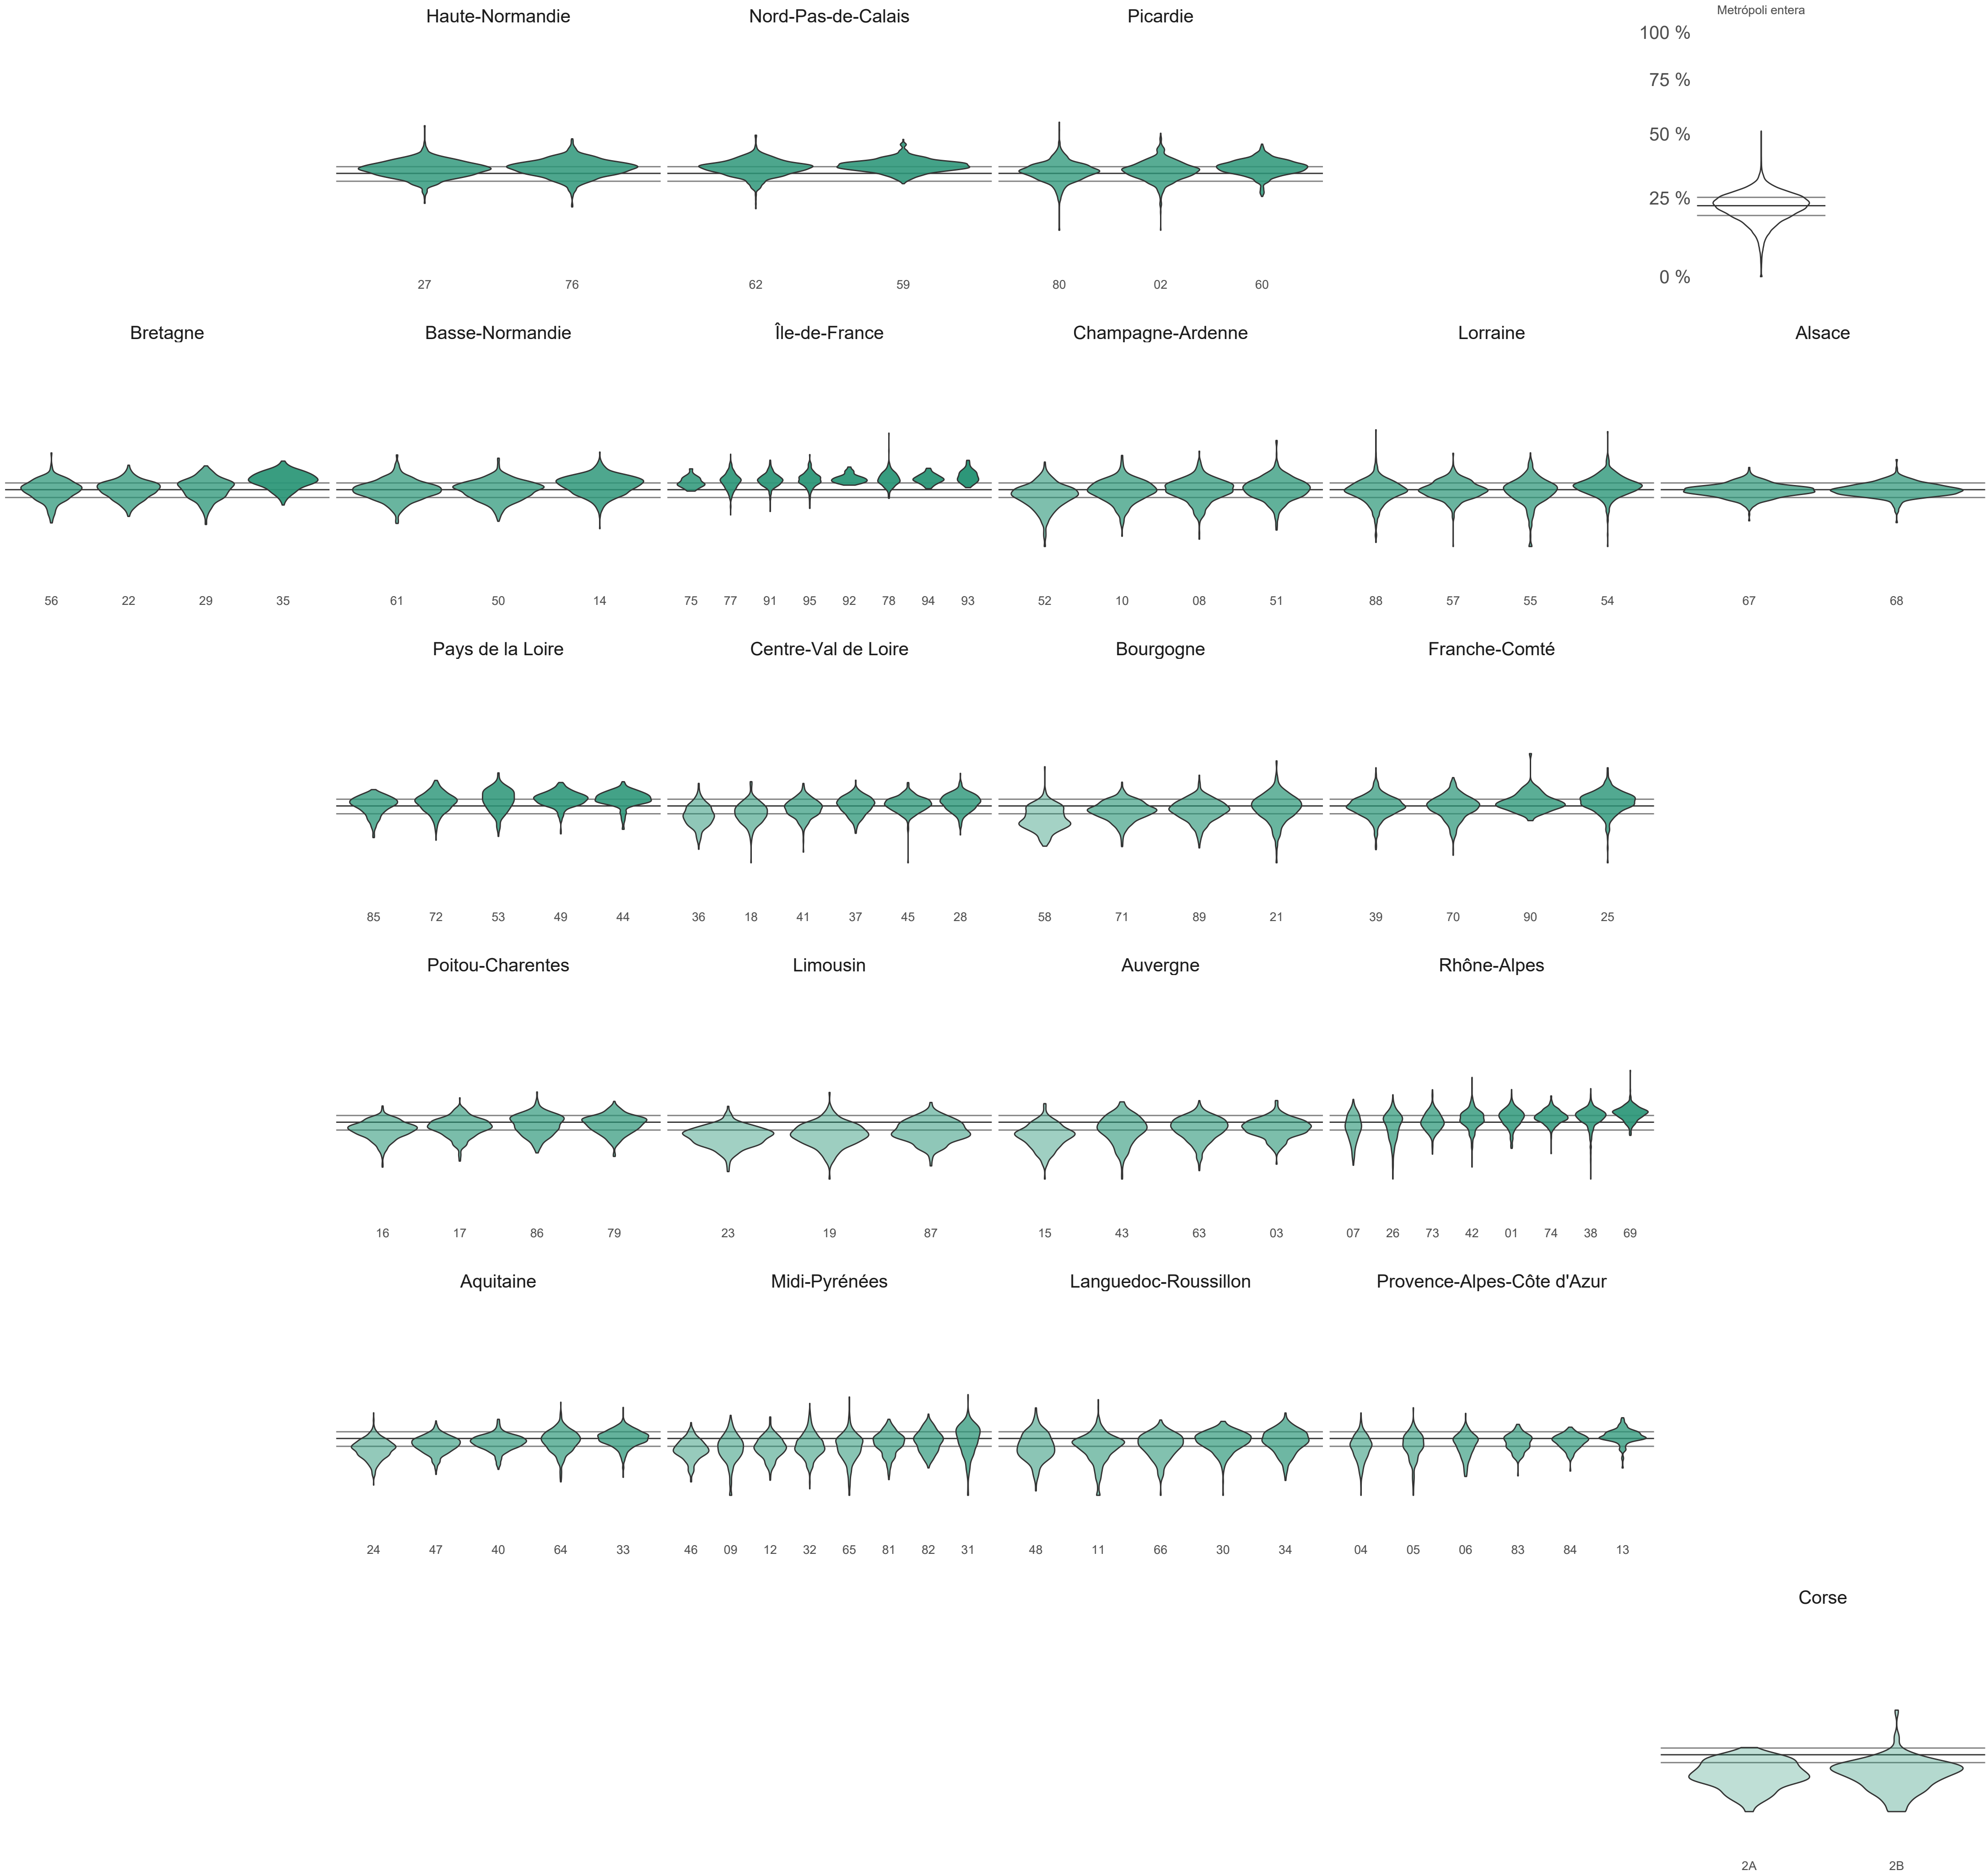 Haute-Normandie
Nord-Pas-de-Calais
Picardie
Metrópoli entera
100 %
75 %
50 %
25 %
0 %
27 76
62 59
80 02 60
Bretagne
Basse-Normandie
Île-de-France
Champagne-Ardenne
Lorraine
Alsace
56 22 29 35
61 50 14
75 77 91 95 92 78 94 93
52 10 08 51
88 57 55 54
67 68
Pays de la Loire
Centre-Val de Loire
Bourgogne
Franche-Comté
85 72 53 49 44
36 18 41 37 45 28
58 71 89 21
39 70 90 25
Poitou-Charentes
Limousin
Auvergne
Rhône-Alpes
16 17 86 79
23 19 87
15 43 63 03
07 26 73 42 01 74 38 69
Aquitaine
Midi-Pyrénées
Languedoc-Roussillon
Provence-Alpes-Côte d'Azur
24 47 40 64 33
46 09 12 32 65 81 82 31
48 11 66 30 34
04 05 06 83 84 13
Corse
2A 2B